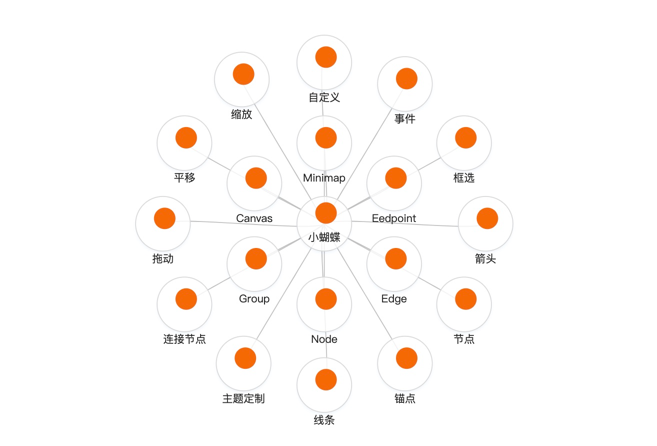 自定义
缩放
事件
平移
Minimap
框选
Canvas
Eedpoint
小蝴蝶
拖动
箭头
Group
Edge
连接节点
Node
节点
主题定制
锚点
线条